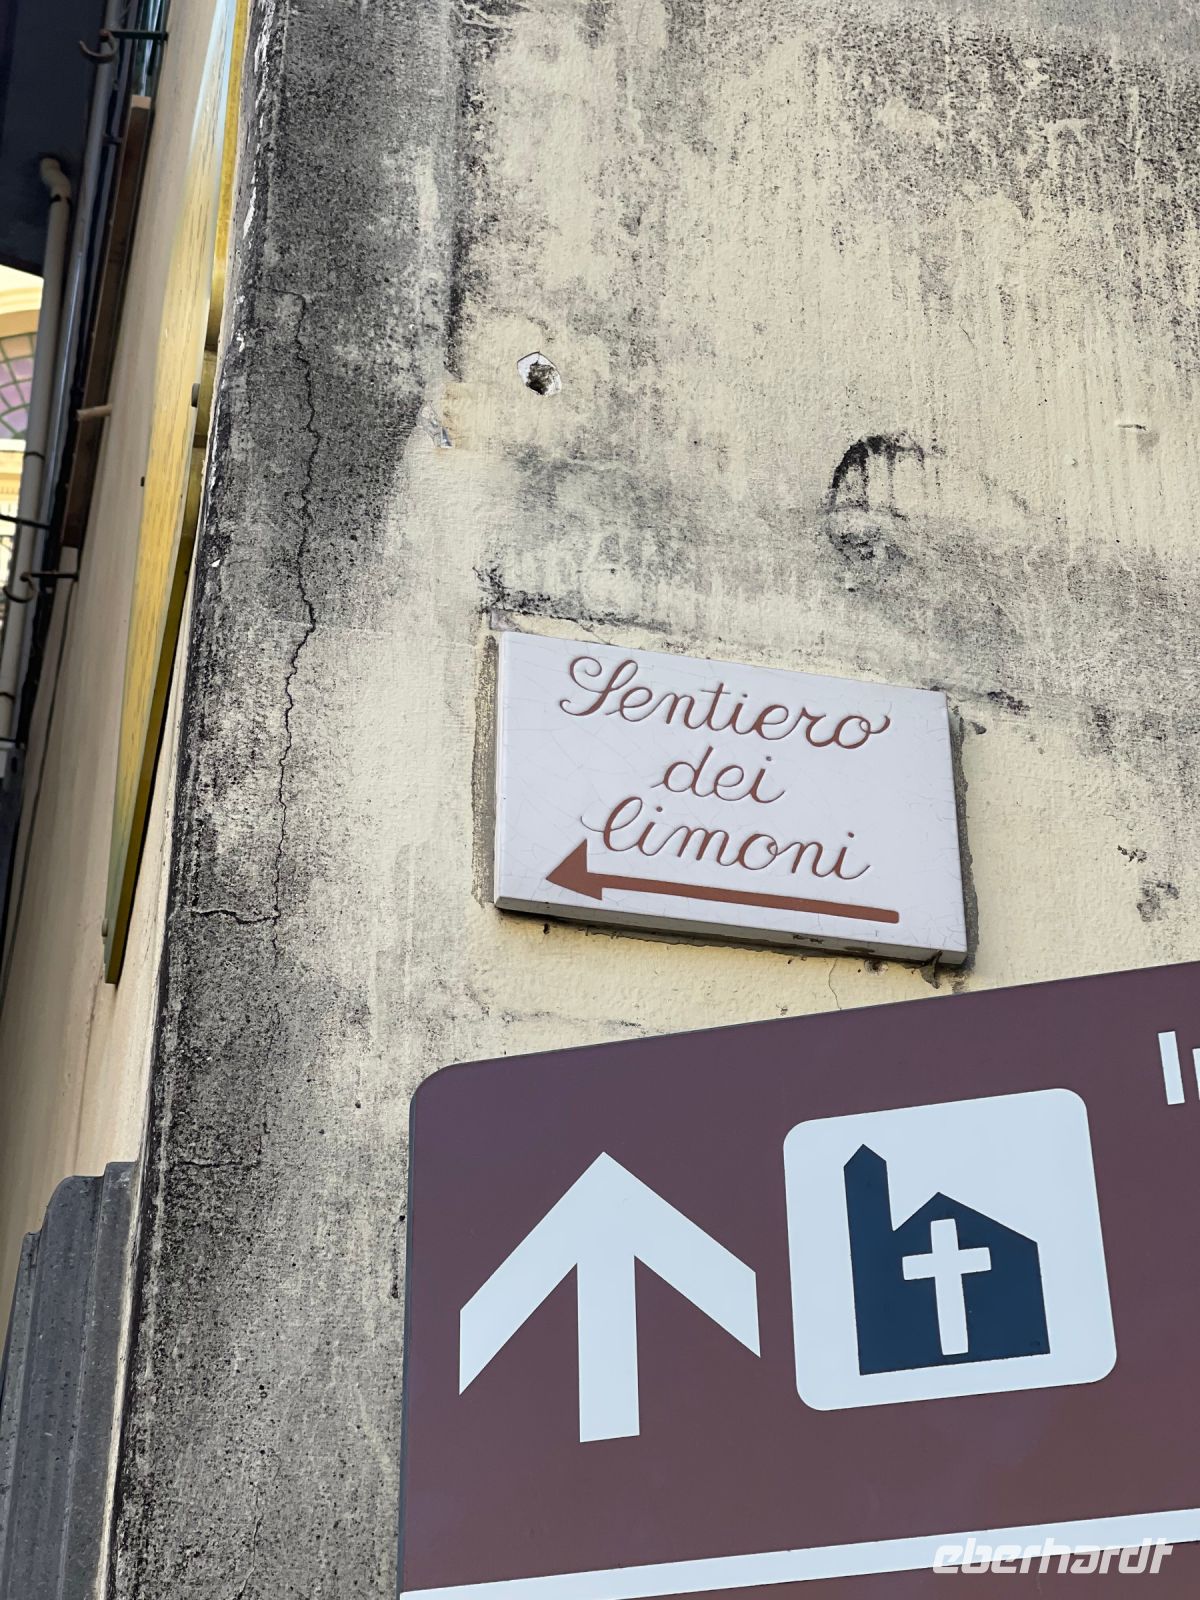 Sentiero
dei
limoni
eberhardt